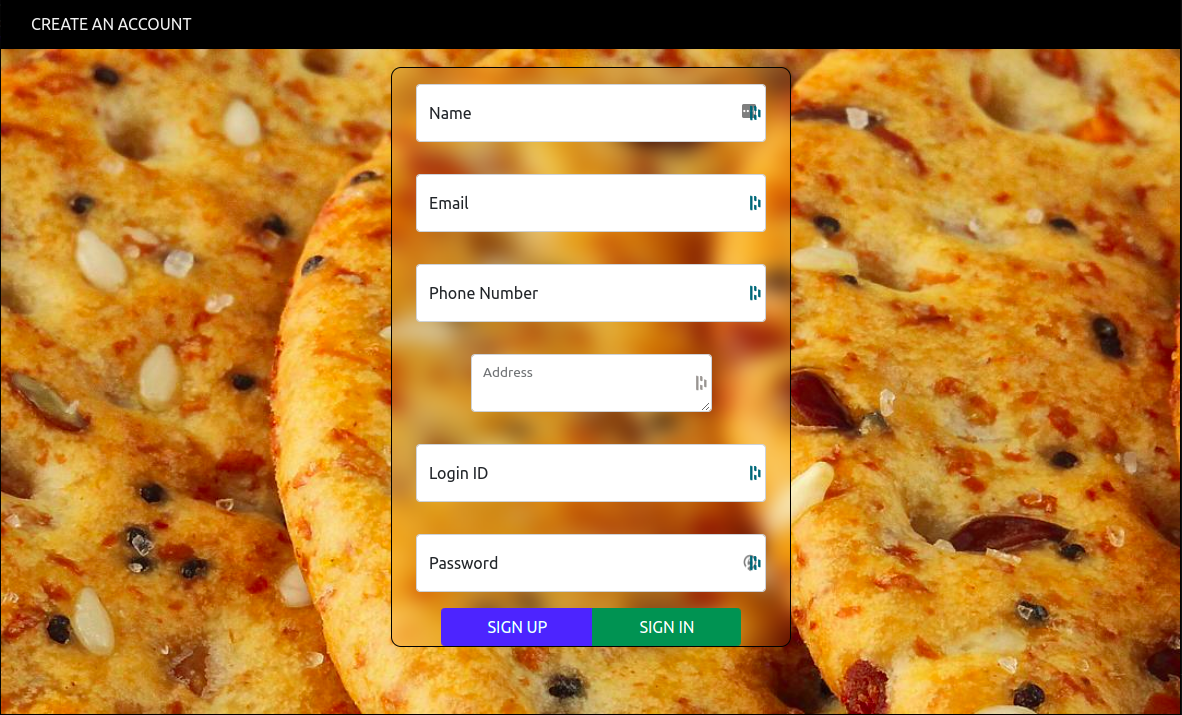 CREATE AN ACCOUNT
Name
Email
Phone Number
Address
Login ID
Password
SIGN UP SIGN IN